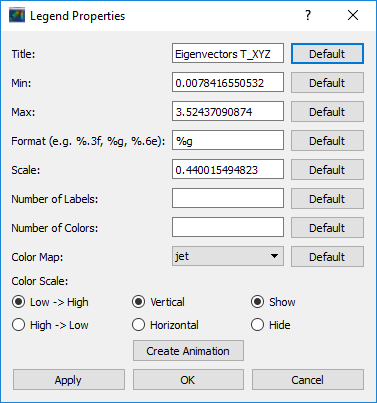 Legend Properties ? ×
Title: Eigenvectors T_XYZ Default
Min: 0.0078416550532 Default
Max: 3.52437090874 Default
Format (e.g. %.3f, %g, %.6e): %g Default
Scale: 0.440015494823 Default
Number of Labels: Default
Number of Colors: Default
Color Map: jet Default
Color Scale:
Low -> High Vertical Show
High -> Low Horizontal Hide
Create Animation
Apply OK Cancel